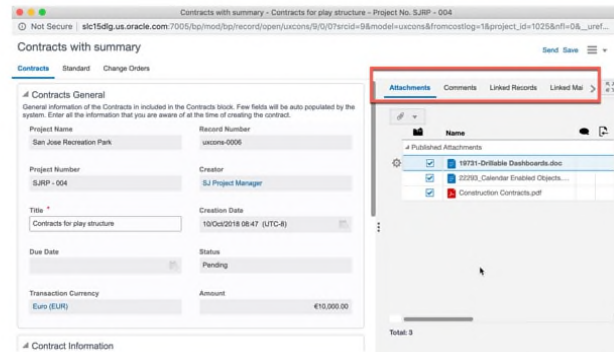 Contracts with summary - Contracts for play structure - Project No. SJRP - 004
Not Secure | slc15dlg.us.oracle.com:7005/bp/mod/bp/record/open/uxcons/9/0/0?srcid=9&model=uxcons&fromcostlog=1&project_id=1025&nfl=0&__uref...
Contracts with summary
Send Save
Contracts Standard Change Orders
Attachments Comments Linked Records Linked Mai
Contracts General
General information of the Contracts in included in the Contracts block. Few fields will be auto populated by the
system. Enter all the information that you are aware of at the time of creating the contract.
Project Name
San Jose Recreation Park
Record Number
uxcons-0006
Project Number
SJRP - 004
Creator
SJ Project Manager
Title *
Contracts for play structure
Creation Date
10/Oct/2018 08:47 (UTC-8)
Due Date
Status
Pending
Transaction Currency
Euro (EUR)
Amount
€10,000.00
Contract Information
Name
Published Attachments
19731-Drillable Dashboards.doc
22293_Calendar Enabled Objects....
Construction Contracts.pdf
Total: 3